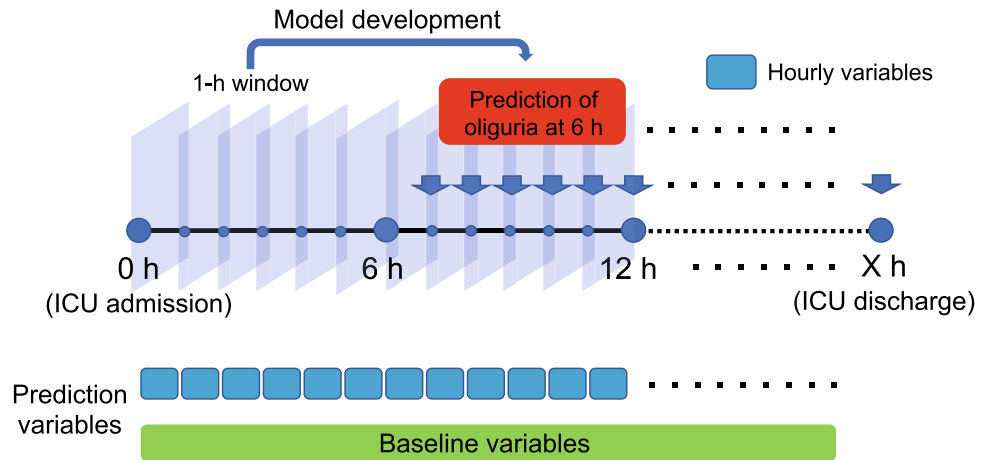 Model development
1-h window
Hourly variables
Prediction of
oliguria at 6 h
0 h
6 h
12 h
X h
(ICU admission)
(ICU discharge)
Prediction
variables
Baseline variables